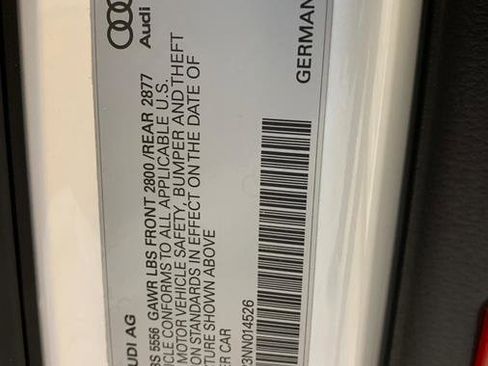 UDI AG Audi
BS 5556 GAWR LBS FRONT 2800 /REAR 2877
ICLE CONFORMS TO ALL APPLICABLE U.S.
MOTOR VEHICLE SAFETY, BUMPER AND THEFT
ON STANDARDS IN EFFECT ON THE DATE OF
TURE SHOWN ABOVE
ER CAR
3NN014526
GERMAN